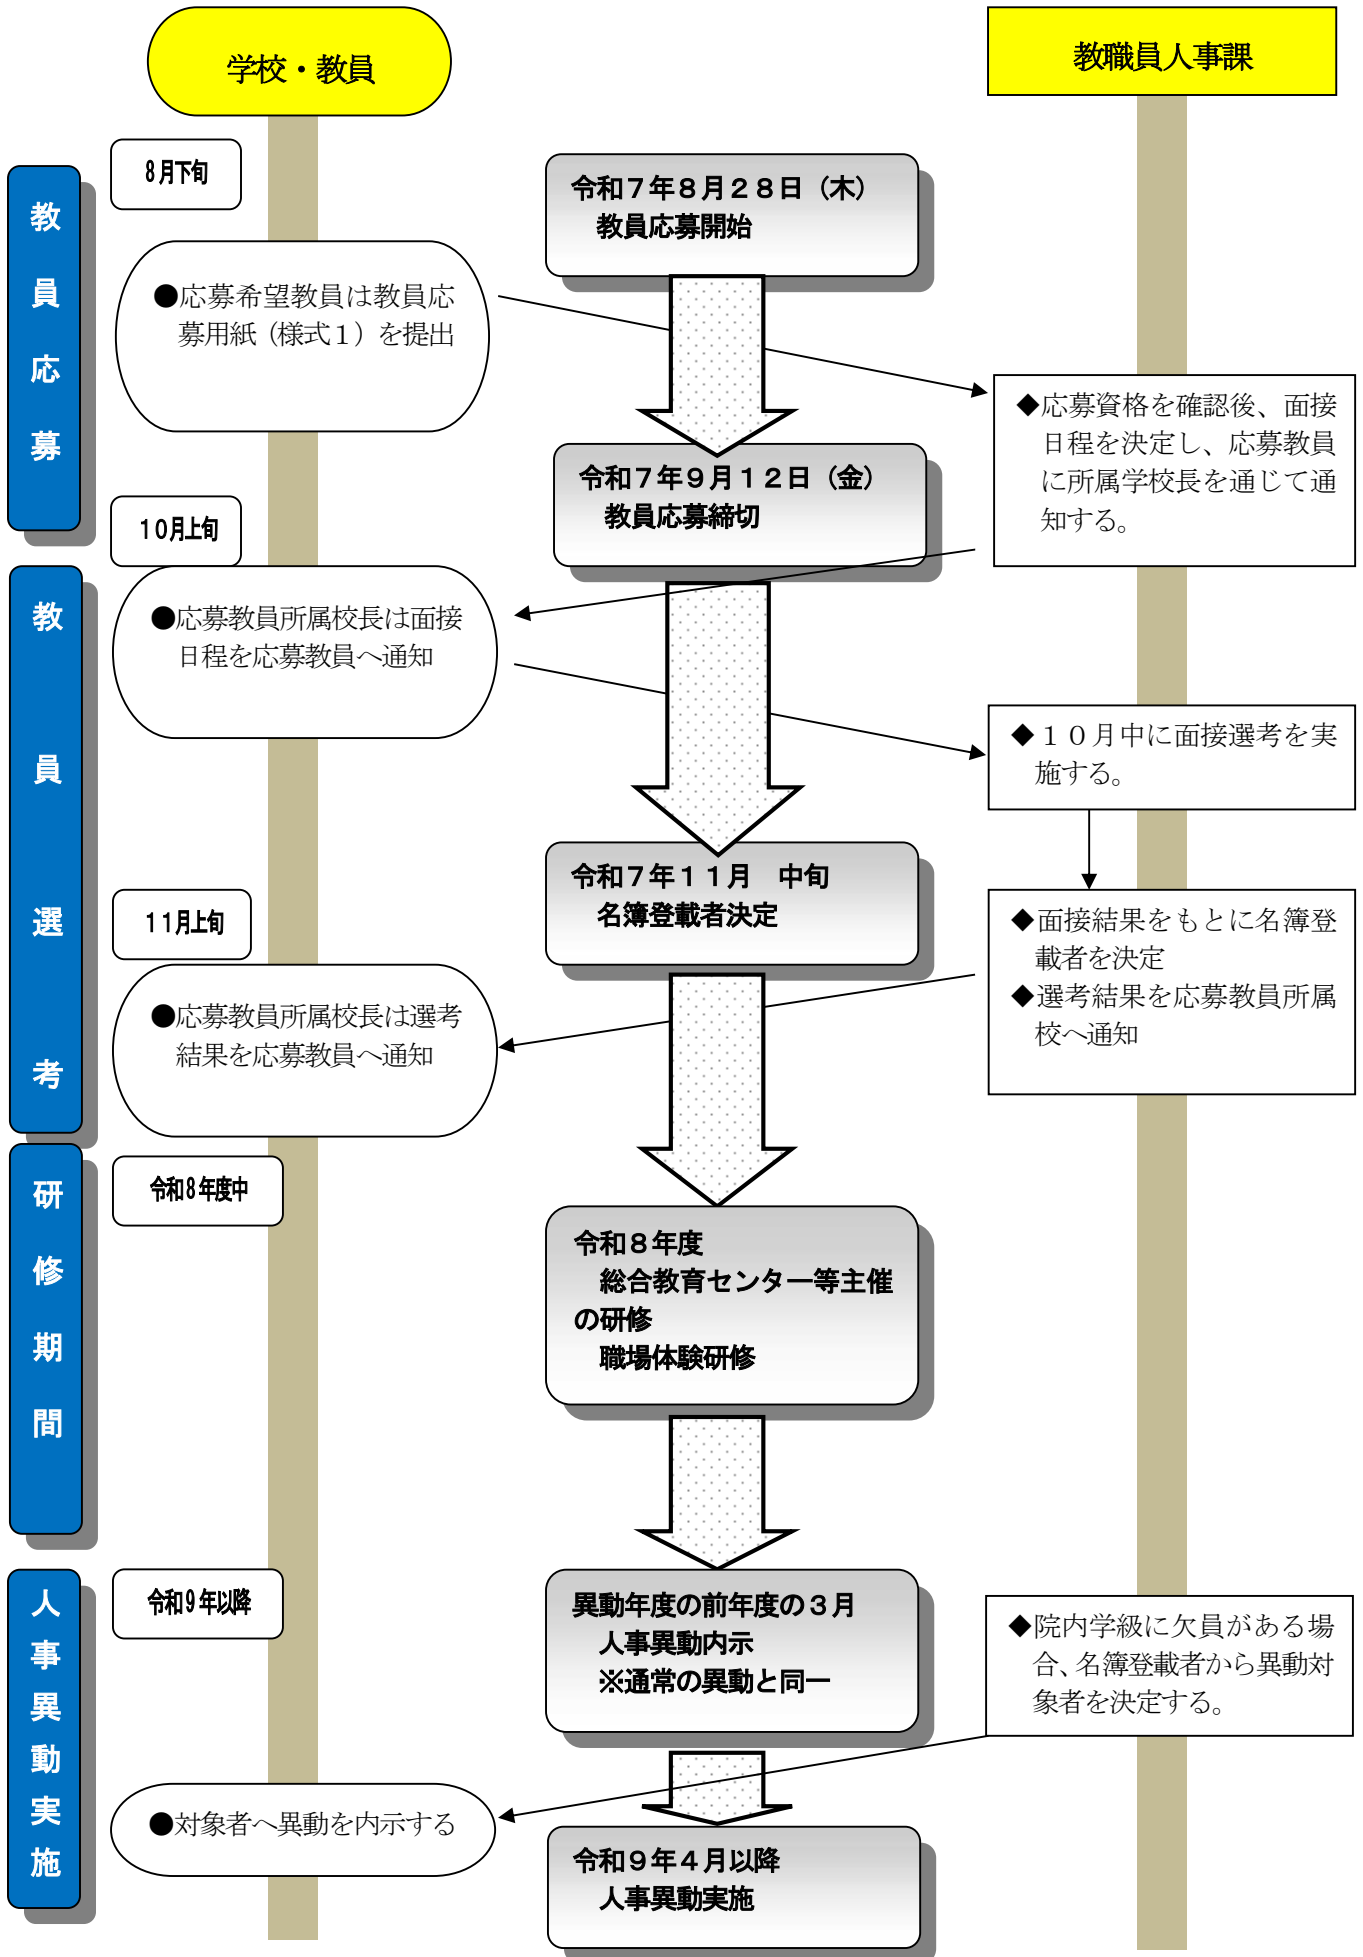 学校・教員
教職員人事課
教員応募
８月下旬
令和７年８月２８日（木）
教員応募開始
●応募希望教員は教員応
募用紙（様式１）を提出
◆応募資格を確認後、面接
日程を決定し、応募教員
に所属学校長を通じて通
知する。
令和７年９月１２日（金）
教員応募締切
教員選考
１０月上旬
●応募教員所属校長は面接
日程を応募教員へ通知
◆１０月中に面接選考を実
施する。
令和７年１１月　中旬
名簿登載者決定
１１月上旬
◆面接結果をもとに名簿登
載者を決定
◆選考結果を応募教員所属
校へ通知
●応募教員所属校長は選考
結果を応募教員へ通知
研修期間
令和８年度中
令和８年度
総合教育センター等主催
の研修
職場体験研修
人事異動実施
令和９年以降
異動年度の前年度の３月
人事異動内示
※通常の異動と同一
◆院内学級に欠員がある場
合、名簿登載者から異動対
象者を決定する。
●対象者へ異動を内示する
令和９年４月以降
人事異動実施